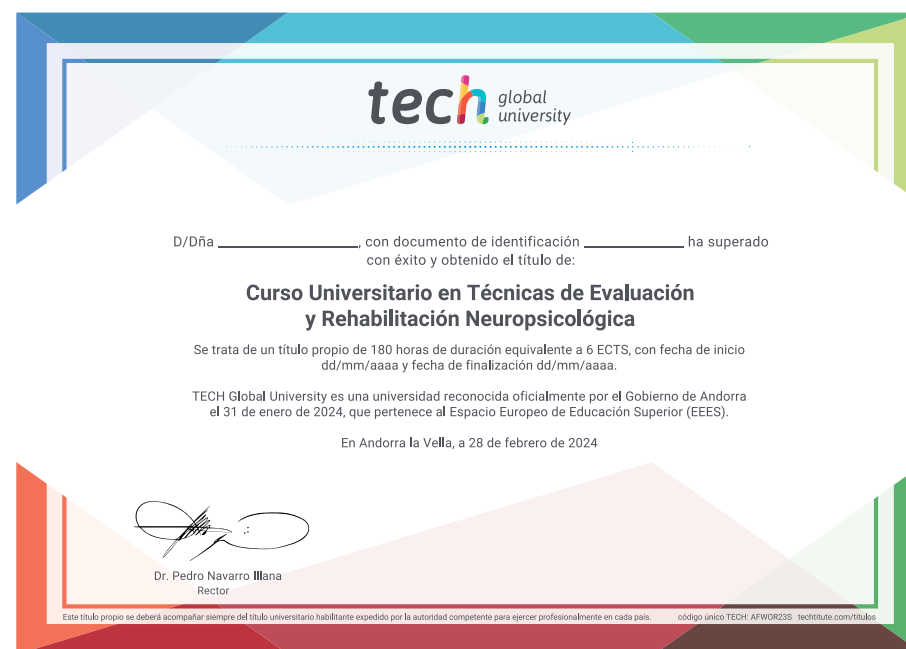 tech global university
D/Dña ____________________, con documento de identificación ______________ ha superado
con éxito y obtenido el título de:
Curso Universitario en Técnicas de Evaluación
y Rehabilitación Neuropsicológica
Se trata de un título propio de 180 horas de duración equivalente a 6 ECTS, con fecha de inicio
dd/mm/aaaa y fecha de finalización dd/mm/aaaa.
TECH Global University es una universidad reconocida oficialmente por el Gobierno de Andorra
el 31 de enero de 2024, que pertenece al Espacio Europeo de Educación Superior (EEES).
En Andorra la Vella, a 28 de febrero de 2024
Dr. Pedro Navarro Illana
Rector
Este título propio se deberá acompañar siempre del título universitario habilitante expedido por la autoridad competente para ejercer profesionalmente en cada país. código único TECH: AFWOR23S techtitute.com/titulos